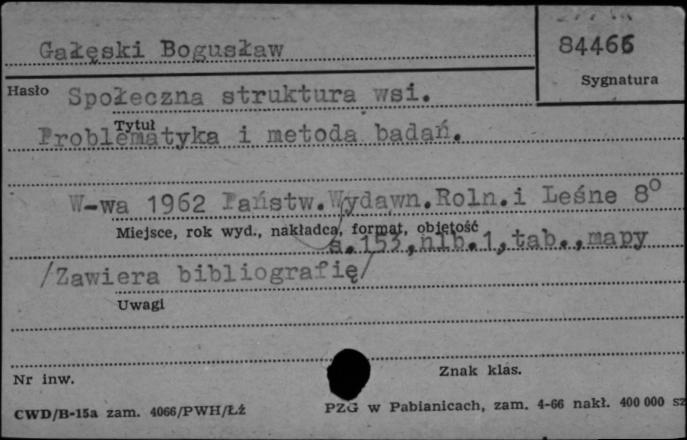 Gałęski Bogusław
84466
Sygnatura
Hasło
Społeczna struktura wsi.
Tytuł
Problematyka i metoda badań.
W-wa 1962 Państw.Wydawn.Roln.i Leśne 8°
Miejsce, rok wyd., nakładca, format, objętość
s.153,nlb.1,tab.,mapy
/Zawiera bibliografię/
Uwagi
Nr inw.
Znak klas.
CWD/B-15a zam. 4066/PWH/Łź
PZG w Pabianicach, zam. 4-66 nakł. 400 000 sz